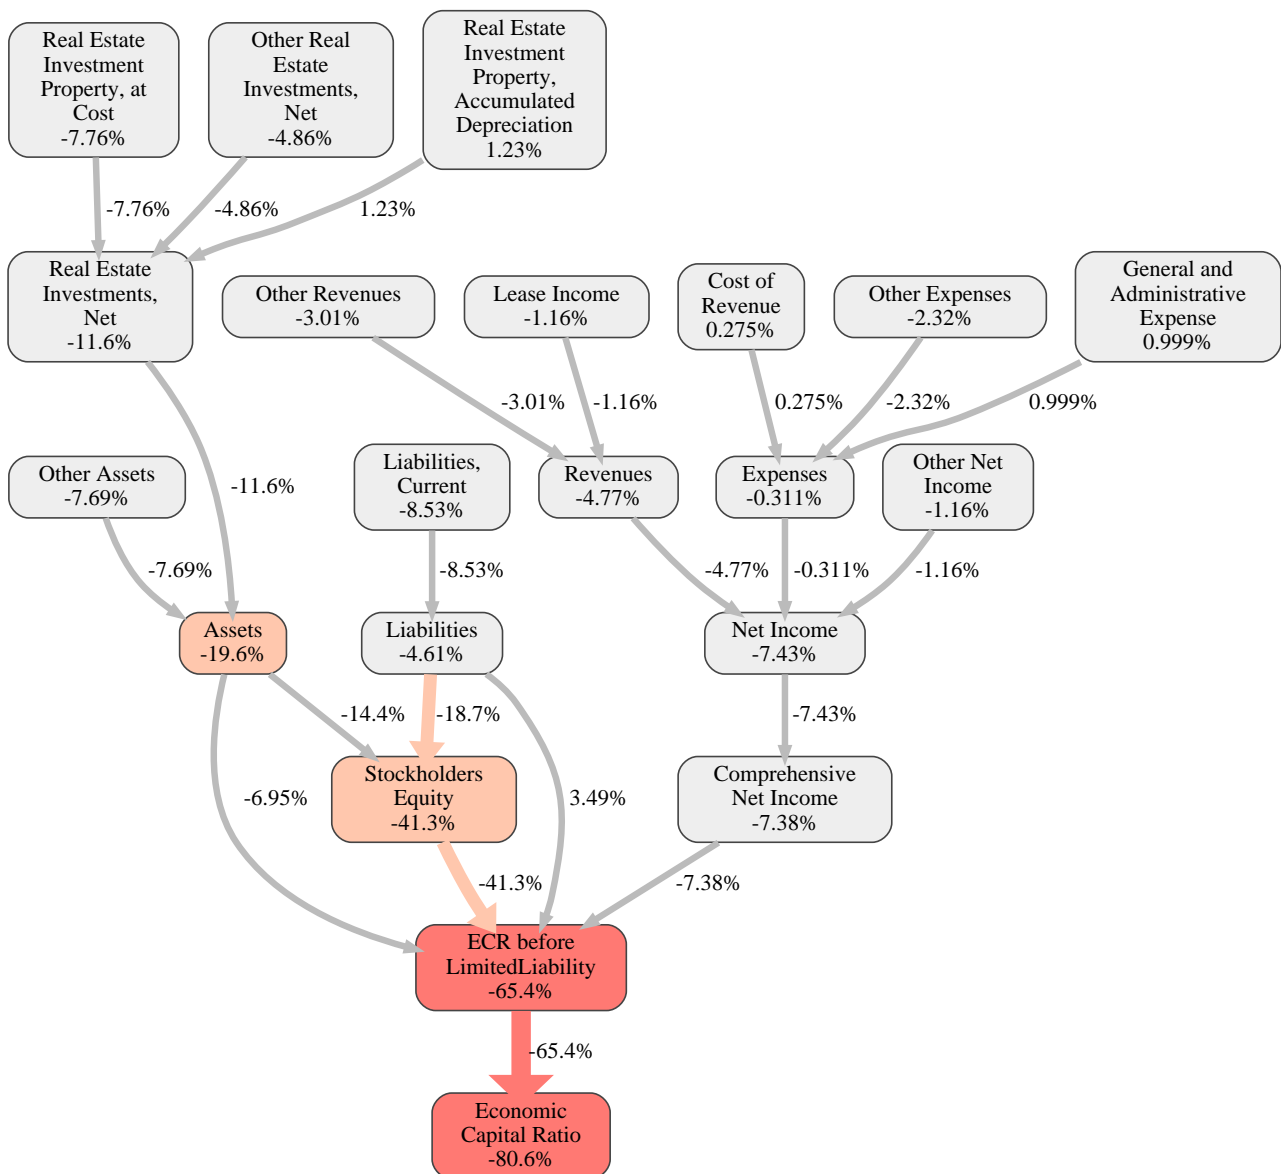 Real Estate
Investment
Property, at
Cost
-7.76%
Other Real
Estate
Investments,
Net
-4.86%
Real Estate
Investment
Property,
Accumulated
Depreciation
1.23%
-7.76%
-4.86%
1.23%
Real Estate
Investments,
Net
-11.6%
Other Revenues
-3.01%
Lease Income
-1.16%
Cost of
Revenue
0.275%
Other Expenses
-2.32%
General and
Administrative
Expense
0.999%
-3.01%
-1.16%
0.275%
-2.32%
0.999%
Other Assets
-7.69%
-11.6%
Liabilities,
Current
-8.53%
Revenues
-4.77%
Expenses
-0.311%
Other Net
Income
-1.16%
-7.69%
-8.53%
-4.77%
-0.311%
-1.16%
Assets
-19.6%
Liabilities
-4.61%
Net Income
-7.43%
-14.4%
-18.7%
-7.43%
-6.95%
Stockholders
Equity
-41.3%
3.49%
Comprehensive
Net Income
-7.38%
-41.3%
-7.38%
ECR before
LimitedLiability
-65.4%
-65.4%
Economic
Capital Ratio
-80.6%